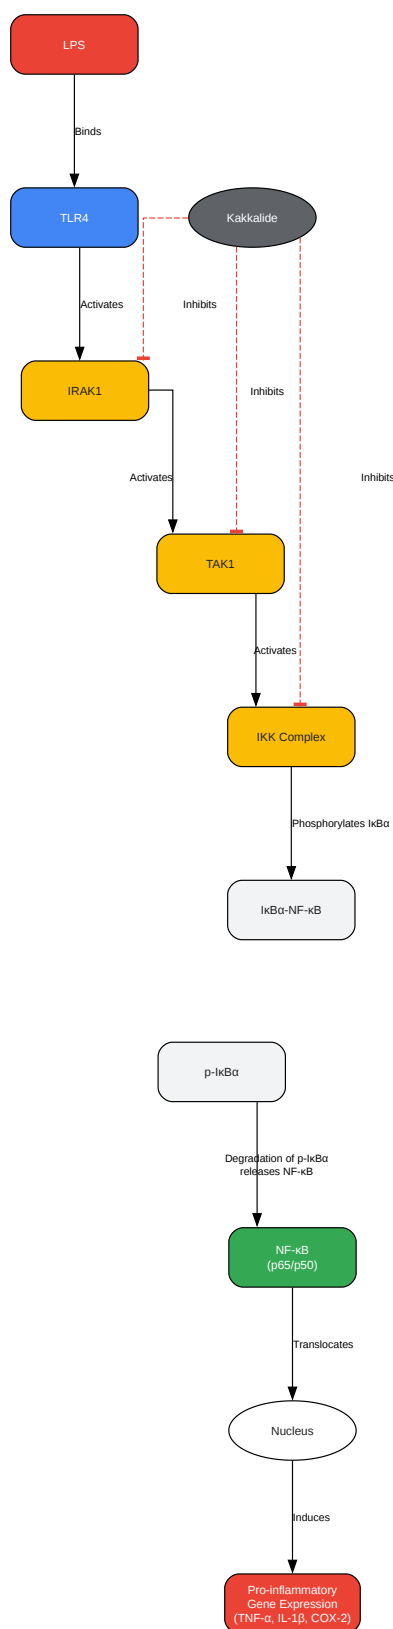 LPS
Binds
TLR4
Kakkalide
Activates
Inhibits
IRAK1
Inhibits
Activates
Inhibits
TAK1
Activates
IKK Complex
Phosphorylates IκBα
IκBα-NF-κB
p-IκBα
Degradation of p-IκBα
releases NF-κB
NF-κB
(p65/p50)
Translocates
Nucleus
Induces
Pro-inflammatory
Gene Expression
(TNF-α, IL-1β, COX-2)